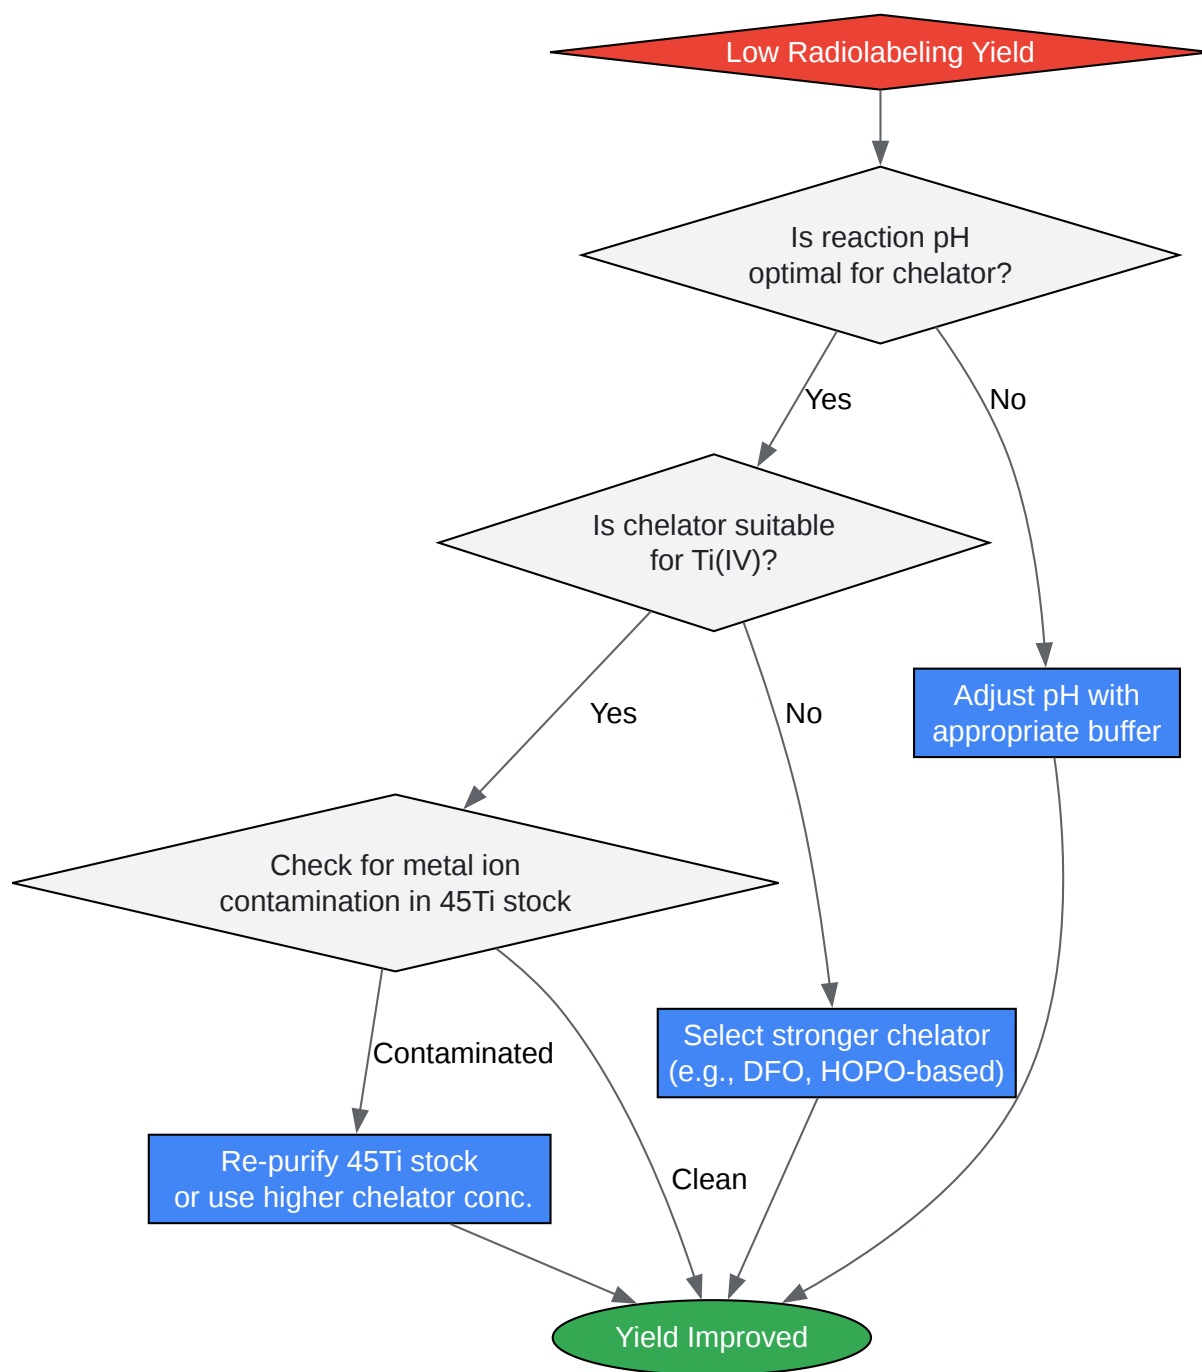 Low Radiolabeling Yield
Is reaction pH
optimal for chelator?
Yes
No
Is chelator suitable
for Ti(IV)?
Adjust pH with
appropriate buffer
Yes
No
Check for metal ion
contamination in 45Ti stock
Select stronger chelator
(e.g., DFO, HOPO-based)
Contaminated
Re-purify 45Ti stock
or use higher chelator conc.
Clean
Yield Improved